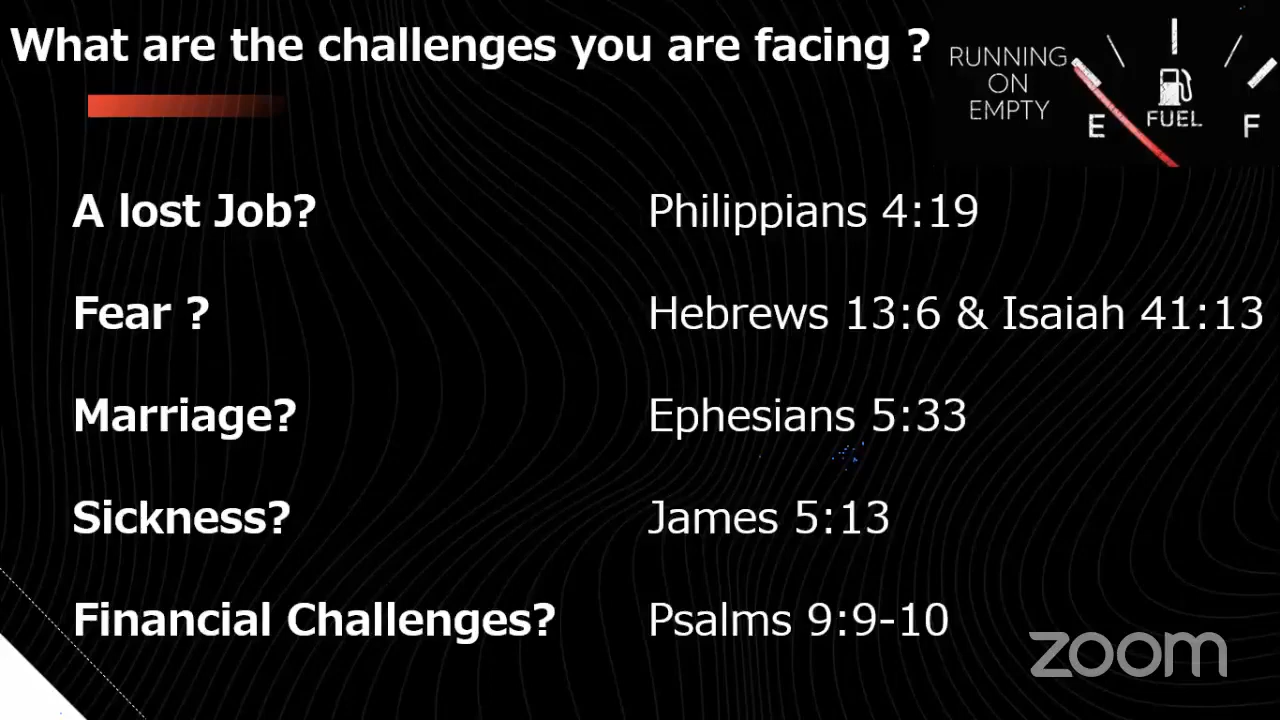 What are the challenges you are facing ?
RUNNING
ON
EMPTY
E
FUEL
F
A lost Job?
Philippians 4:19
Fear ?
Hebrews 13:6 & Isaiah 41:13
Marriage?
Ephesians 5:33
Sickness?
James 5:13
Financial Challenges?
Psalms 9:9-10
zoom